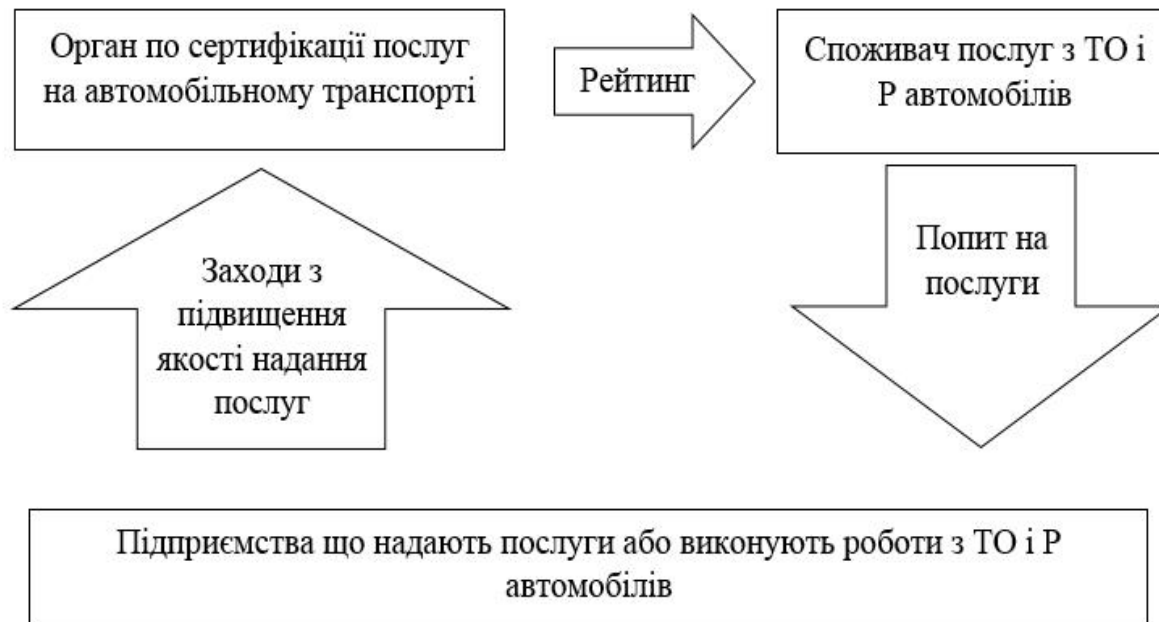 Орган по сертифікації послуг
на автомобільному транспорті
Рейтинг
Споживач послуг з ТО і
Р автомобілів
Заходи з
підвищення
якості надання
послуг
Попит на
послуги
Підприємства що надають послуги або виконують роботи з ТО і Р
автомобілів